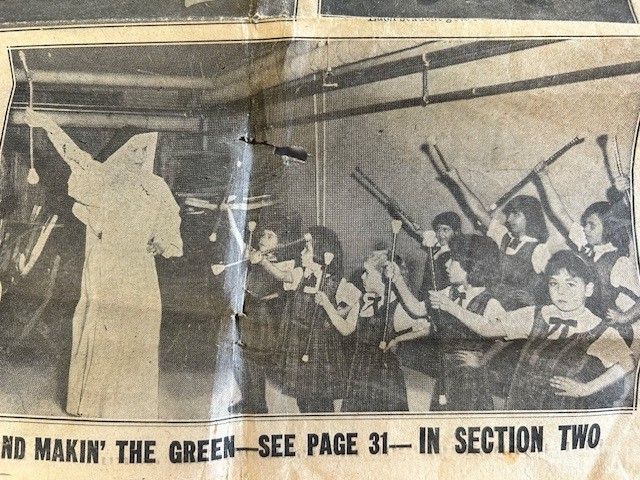 ND MAKIN' THE GREEN—SEE PAGE 31—IN SECTION TWO